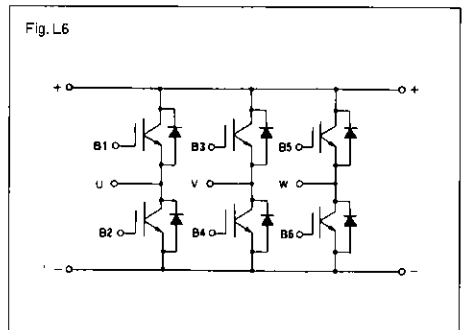 Fig. L6
+ +
B1 B3 B5
U V W
B2 B4 B6
- -